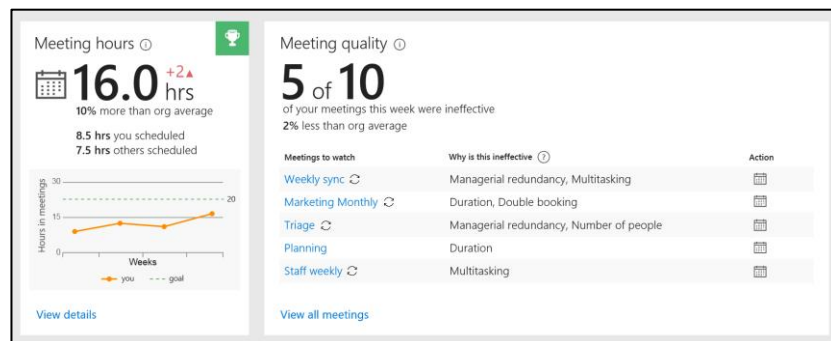 Meeting hours
16.0 hrs +2▲
10% more than org average
8.5 hrs you scheduled
7.5 hrs others scheduled
Hours in meetings
30
20
15
0
Weeks
you
goal
View details
Meeting quality
5 of 10
of your meetings this week were ineffective
2% less than org average
Meetings to watch Why is this ineffective ? Action
Weekly sync Managerial redundancy, Multitasking
Marketing Monthly Duration, Double booking
Triage Managerial redundancy, Number of people
Planning Duration
Staff weekly Multitasking
View all meetings